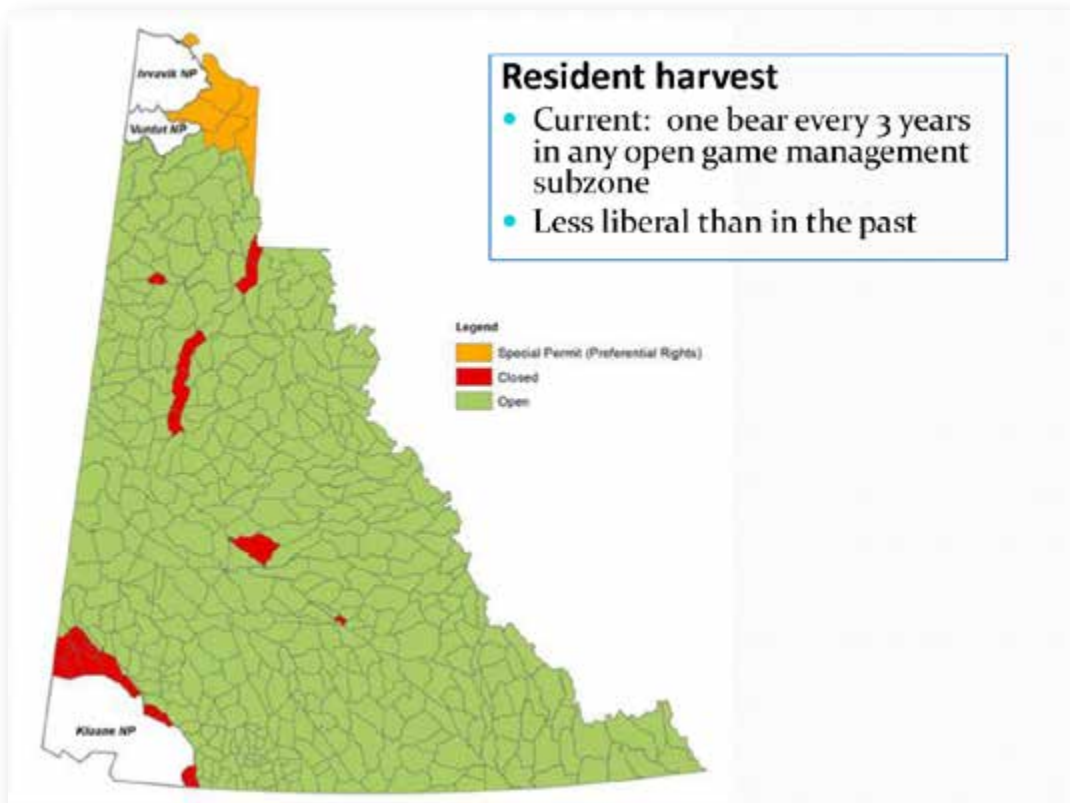 Ivvavik NP
Vuntut NP
Resident harvest
• Current: one bear every 3 years
in any open game management
subzone
• Less liberal than in the past
Legend
Special Permit (Preferential Rights)
Closed
Open
Kluane NP